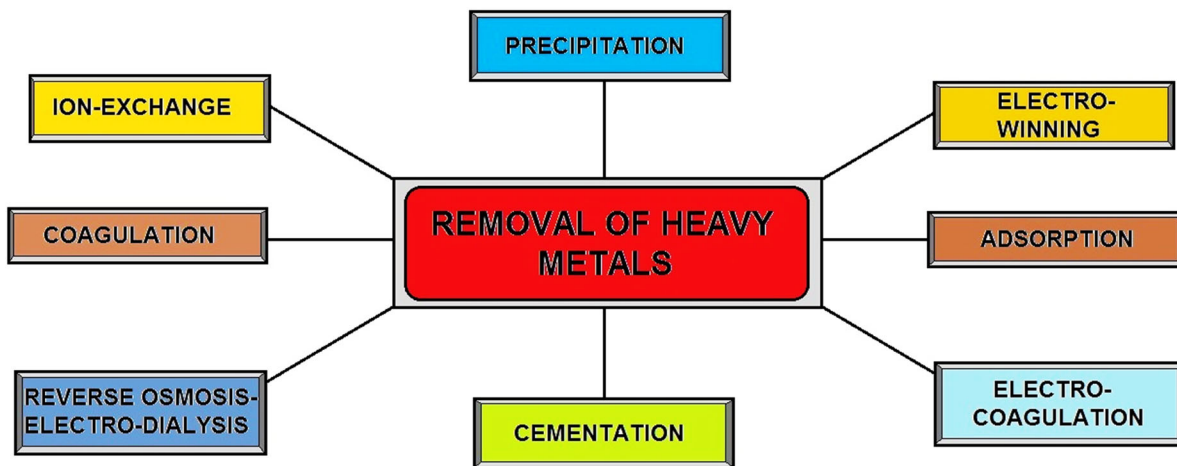 PRECIPITATION
ION-EXCHANGE
ELECTRO-
WINNING
COAGULATION
REMOVAL OF HEAVY
METALS
ADSORPTION
REVERSE OSMOSIS-
ELECTRO-DIALYSIS
CEMENTATION
ELECTRO-
COAGULATION